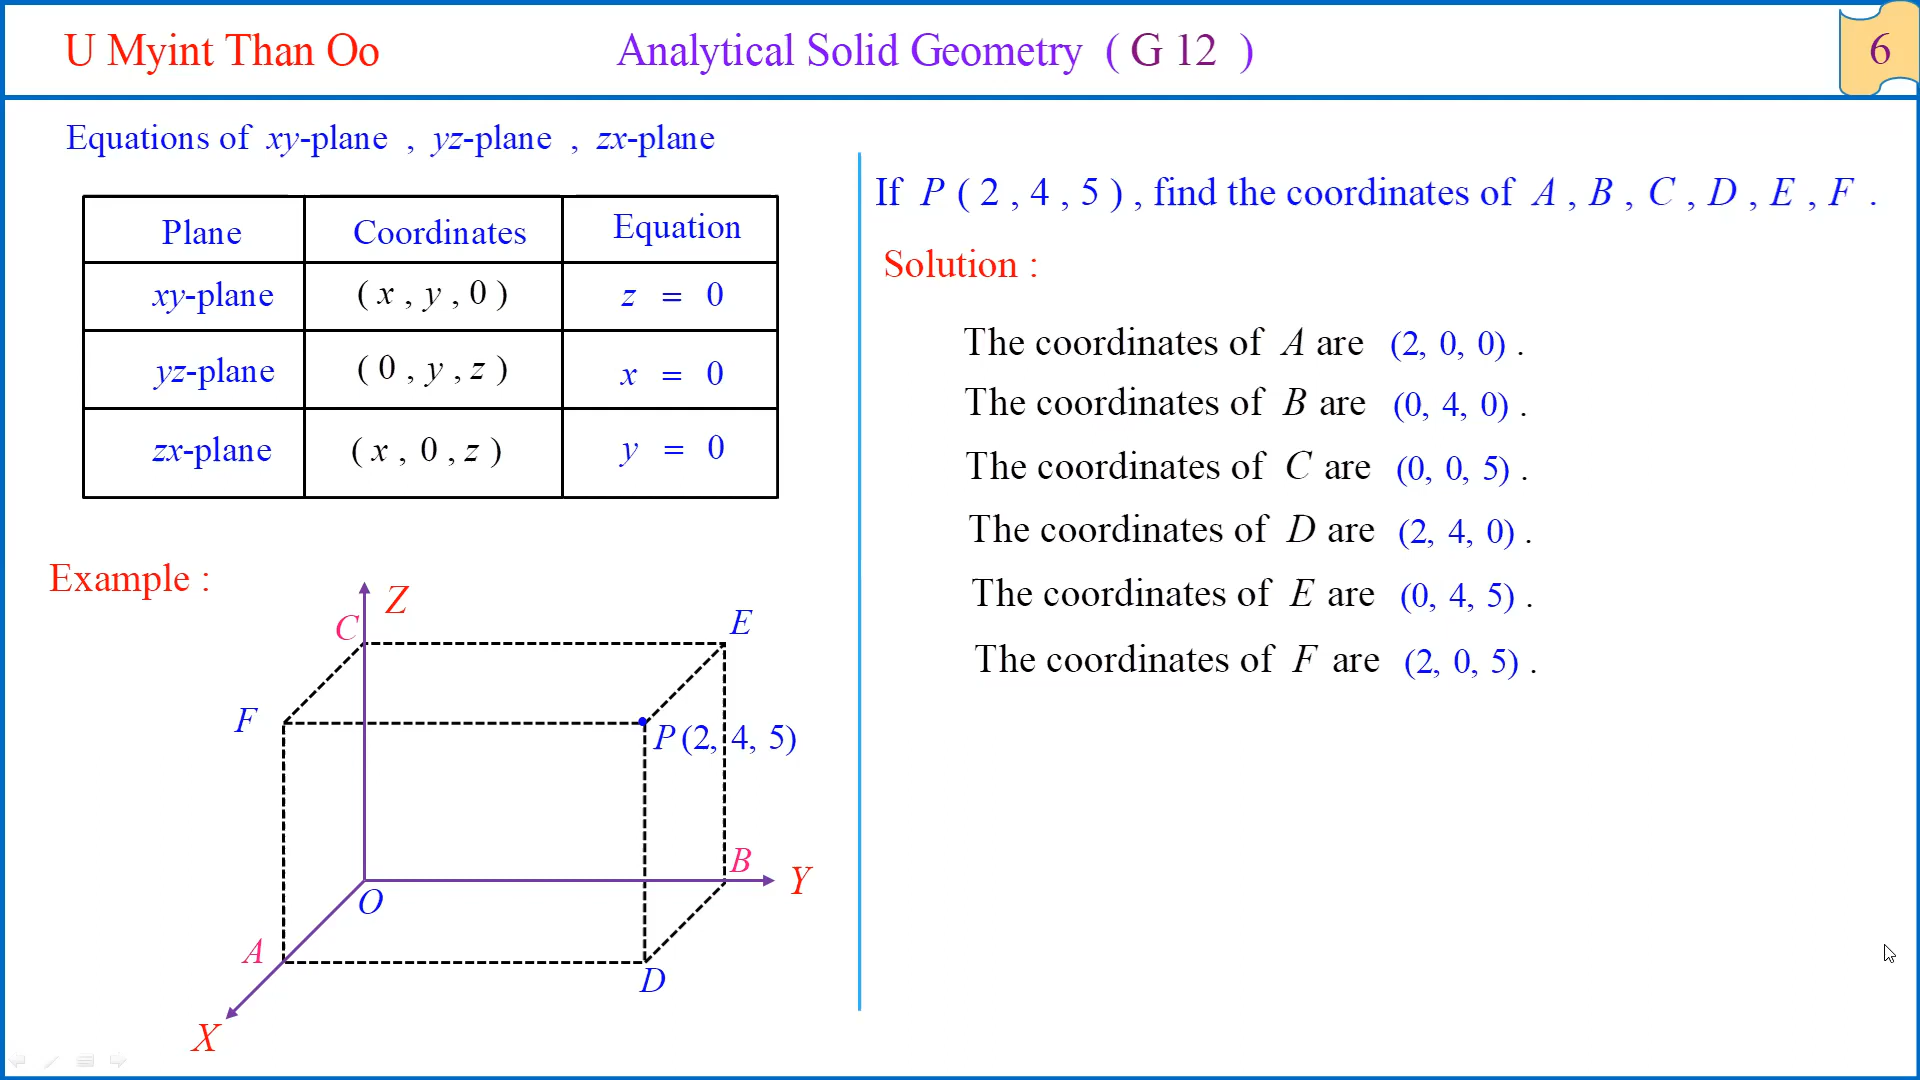 U Myint Than Oo
Analytical Solid Geometry ( G 12 )
6
Equations of xy-plane , yz-plane , zx-plane
Plane Coordinates Equation
xy-plane ( x , y , 0 ) z = 0
yz-plane ( 0 , y , z ) x = 0
zx-plane ( x , 0 , z ) y = 0
Example :
Z
C
E
F
P (2, 4, 5)
B
Y
O
A
D
X
If P ( 2 , 4 , 5 ) , find the coordinates of A , B , C , D , E , F .
Solution :
The coordinates of A are (2, 0, 0) .
The coordinates of B are (0, 4, 0) .
The coordinates of C are (0, 0, 5) .
The coordinates of D are (2, 4, 0) .
The coordinates of E are (0, 4, 5) .
The coordinates of F are (2, 0, 5) .